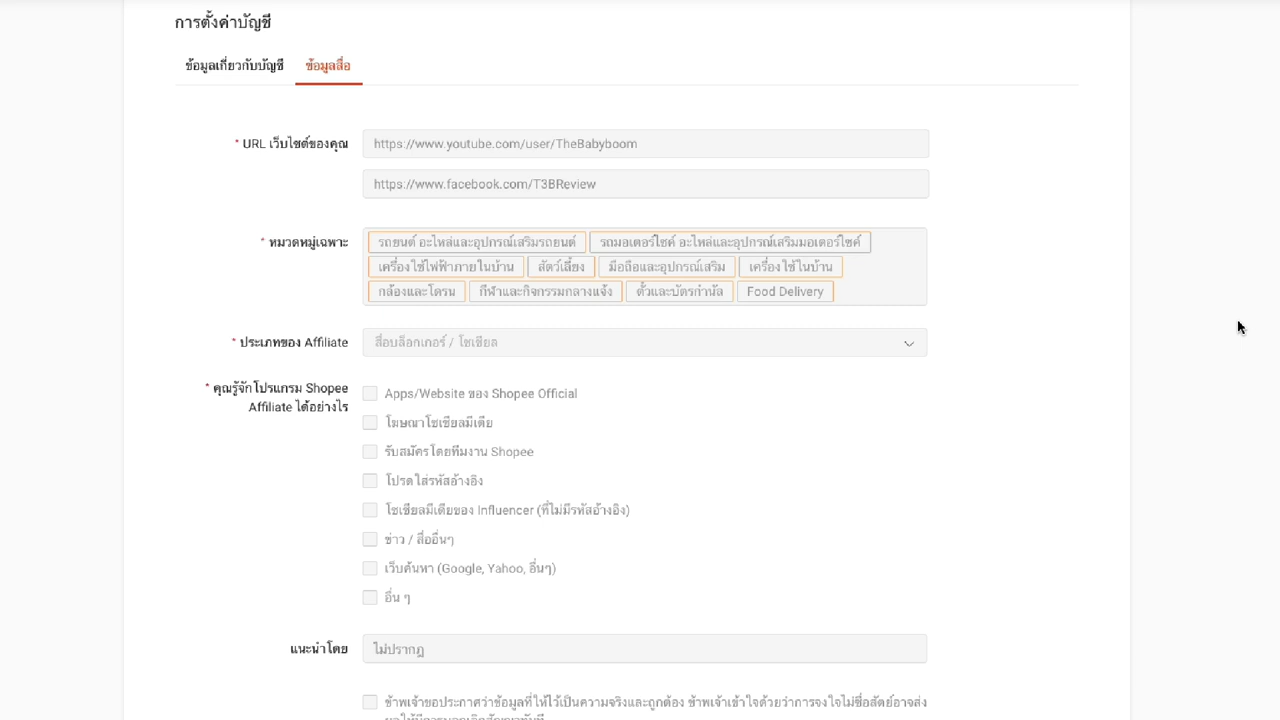 การตั้งค่าบัญชี
ข้อมูลเกี่ยวกับบัญชี ข้อมูลสื่อ
* URL เว็บไซต์ของคุณ https://www.youtube.com/user/TheBabyboom
https://www.facebook.com/T3BReview
* หมวดหมู่เฉพาะ รถยนต์ อะไหล่และอุปกรณ์เสริมรถยนต์ รถมอเตอร์ไซค์ อะไหล่และอุปกรณ์เสริมมอเตอร์ไซค์
เครื่องใช้ไฟฟ้าภายในบ้าน สัตว์เลี้ยง มือถือและอุปกรณ์เสริม เครื่องใช้ในบ้าน
กล้องและโดรน กีฬาและกิจกรรมกลางแจ้ง ตั๋วและบัตรกำนัล Food Delivery
* ประเภทของ Affiliate สื่อบล็อกเกอร์ / โซเชียล
* คุณรู้จักโปรแกรม Shopee
Affiliate ได้อย่างไร
Apps/Website ของ Shopee Official
โฆษณาโซเชียลมีเดีย
รับสมัครโดยทีมงาน Shopee
โปรดใส่รหัสอ้างอิง
โซเชียลมีเดียของ Influencer (ที่ไม่มีรหัสอ้างอิง)
ข่าว / สื่ออื่นๆ
เว็บค้นหา (Google, Yahoo, อื่นๆ)
อื่น ๆ
แนะนำโดย ไม่ปรากฎ
ข้าพเจ้าขอประกาศว่าข้อมูลที่ให้ไว้เป็นความจริงและถูกต้อง ข้าพเจ้าเข้าใจด้วยว่าการจงใจไม่ซื่อสัตย์อาจส่ง